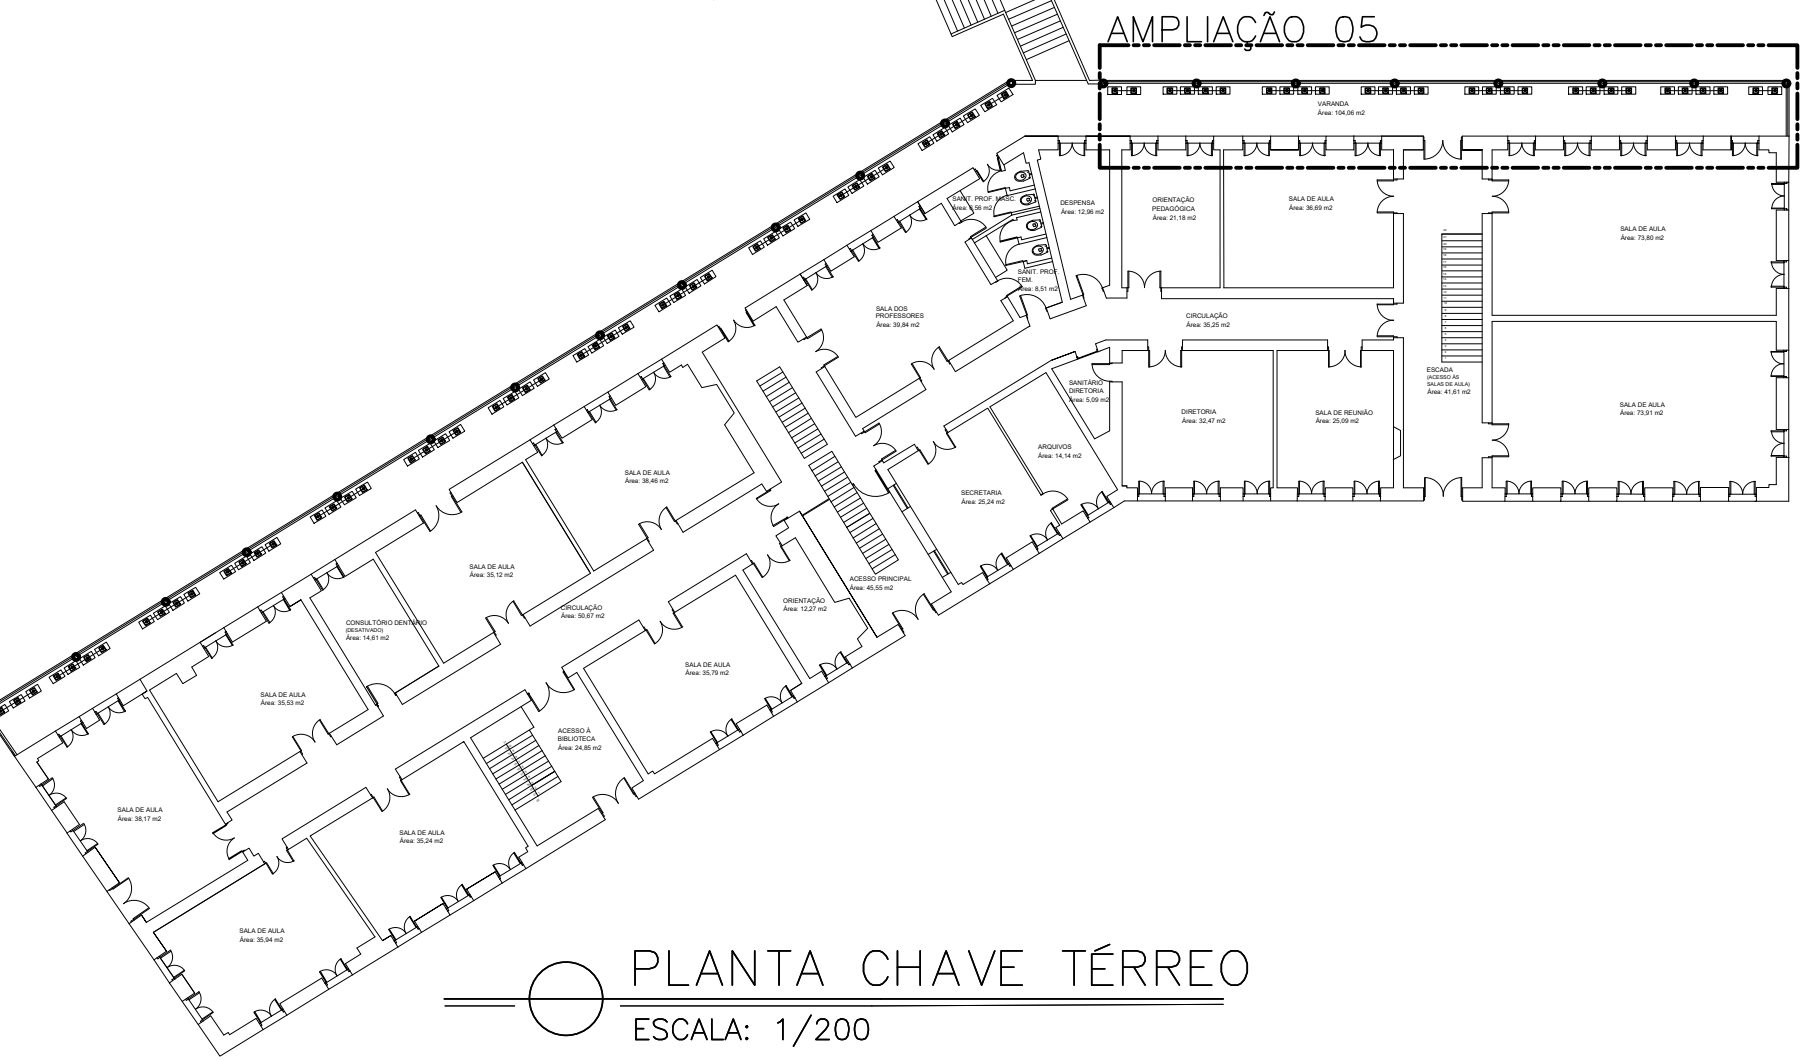 AMPLIAÇÃO 05
VARANDA
Área: 104,06 m2
SANIT. PROF. MASC.
DESPENSA
Área: 12,96 m2
ORIENTAÇÃO
PEDAGÓGICA
Área: 21,18 m2
SALA DE AULA
Área: 36,69 m2
SALA DE AULA
Área: 73,80 m2
SANIT. PROF.
FEM.
Área: 8,51 m2
SALA DOS
PROFESSORES
Área: 39,84 m2
CIRCULAÇÃO
Área: 35,25 m2
ESCADA
(ACESSO ÀS
SALAS DE AULA)
Área: 41,61 m2
SANITÁRIO
DIRETORIA
Área: 5,09 m2
DIRETORIA
Área: 32,47 m2
SALA DE REUNIÃO
Área: 25,09 m2
SALA DE AULA
Área: 73,91 m2
ARQUIVOS
Área: 14,14 m2
SALA DE AULA
Área: 38,46 m2
SECRETARIA
Área: 25,24 m2
SALA DE AULA
Área: 35,12 m2
ACESSO PRINCIPAL
Área: 45,55 m2
ORIENTAÇÃO
Área: 12,27 m2
CIRCULAÇÃO
Área: 50,67 m2
CONSULTÓRIO DENTÁRIO
(DESATIVADO)
Área: 14,61 m2
SALA DE AULA
Área: 35,79 m2
SALA DE AULA
Área: 35,53 m2
ACESSO À
BIBLIOTECA
Área: 24,85 m2
SALA DE AULA
Área: 38,17 m2
SALA DE AULA
Área: 35,24 m2
SALA DE AULA
Área: 35,94 m2
PLANTA CHAVE TÉRREO
ESCALA: 1/200